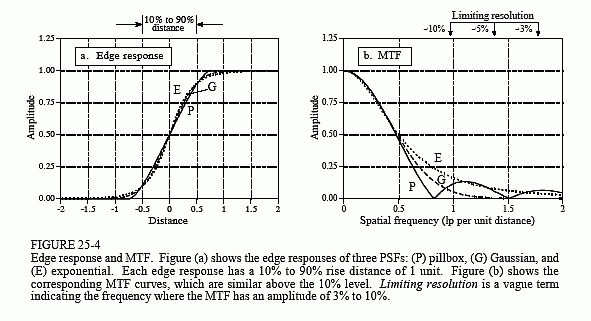 10% to 90%
distance
Limiting resolution
~10% ~5% ~3%
1.25
1.00
0.75
0.50
0.25
0.00
Amplitude
a. Edge response
E
G
P
-2 -1.5 -1 -0.5 0 0.5 1 1.5 2
Distance
1.25
1.00
0.75
0.50
0.25
0.00
Amplitude
b. MTF
E
G
P
0 0.5 1 1.5 2
Spatial frequency (lp per unit distance)
FIGURE 25-4
Edge response and MTF. Figure (a) shows the edge responses of three PSFs: (P) pillbox, (G) Gaussian, and
(E) exponential. Each edge response has a 10% to 90% rise distance of 1 unit. Figure (b) shows the
corresponding MTF curves, which are similar above the 10% level. Limiting resolution is a vague term
indicating the frequency where the MTF has an amplitude of 3% to 10%.